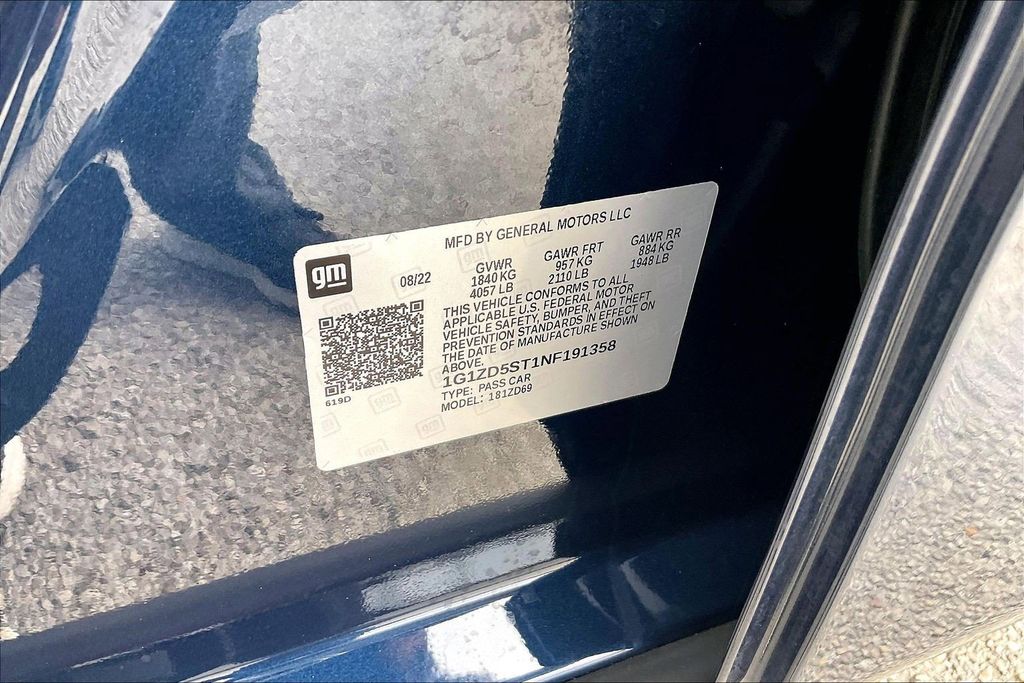 MFD BY GENERAL MOTORS LLC
gm
08/22
GVWR
1840 KG
4057 LB
GAWR FRT
957 KG
2110 LB
GAWR RR
884 KG
1948 LB
THIS VEHICLE CONFORMS TO ALL
APPLICABLE U.S. FEDERAL MOTOR
VEHICLE SAFETY, BUMPER, AND THEFT
PREVENTION STANDARDS IN EFFECT ON
THE DATE OF MANUFACTURE SHOWN
ABOVE.
1G1ZD5ST1NF191358
TYPE: PASS CAR
MODEL: 181ZD69
619D